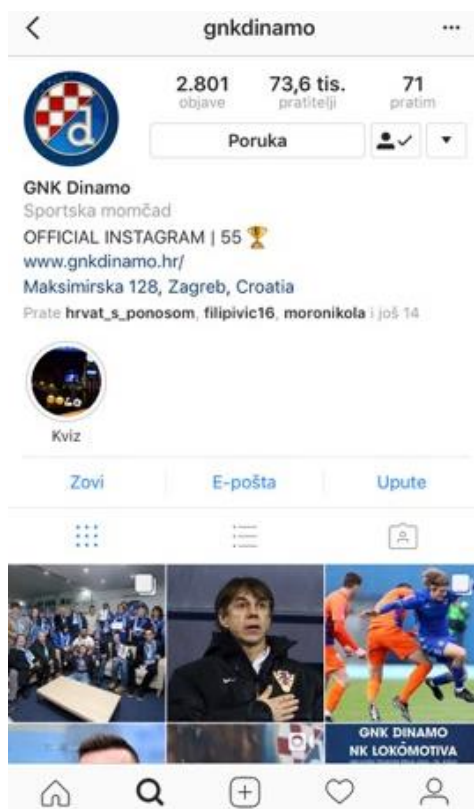 gnkdinamo
2.801 73,6 tis. 71
objave pratitelji pratim
Poruka
GNK Dinamo
Sportska momčad
OFFICIAL INSTAGRAM | 55 🏆
www.gnkdinamo.hr/
Maksimirska 128, Zagreb, Croatia
Prate hrvat_s_ponosom, filipivic16, moronikola i još 14
Kviz
Zovi E-pošta Upute
GNK DINAMO
NK LOKOMOTIVA